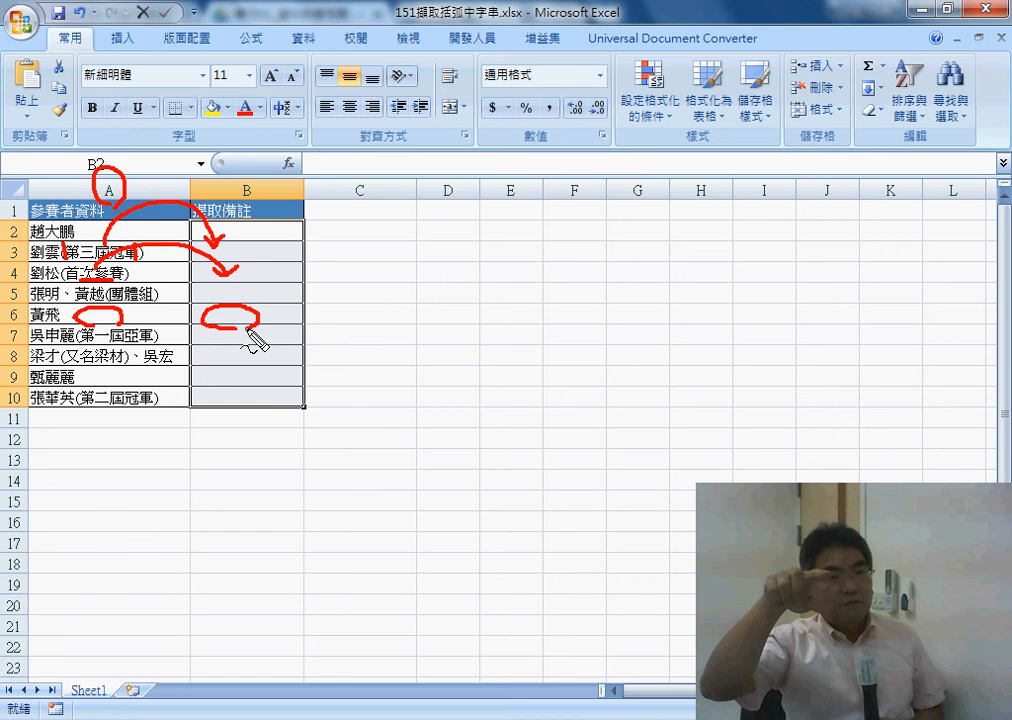 151擷取括弧中字串.xlsx - Microsoft Excel
常用 插入 版面配置 公式 資料 校閱 檢視 開發人員 增益集 Universal Document Converter
新細明體 11 通用格式 Σ 插入 刪除 格式
貼上 B I U A $ % , 設定格式化的條件 格式化為表格 儲存格樣式 排序與篩選 尋找與選取
剪貼簿 字型 對齊方式 數值 樣式 儲存格 編輯
B2 fx
A B C D E F G H I J K L
1 參賽者資料 擷取備註
2 趙大鵬
3 劉雲(第三屆冠軍)
4 劉松(首次參賽)
5 張明、黃越(團體組)
6 黃飛
7 吳申麗(第一屆亞軍)
8 梁才(又名梁材)、吳宏
9 甄麗麗
10 張華英(第二屆冠軍)
11
12
13
14
15
16
17
18
19
20
21
22
23
Sheet1
就緒